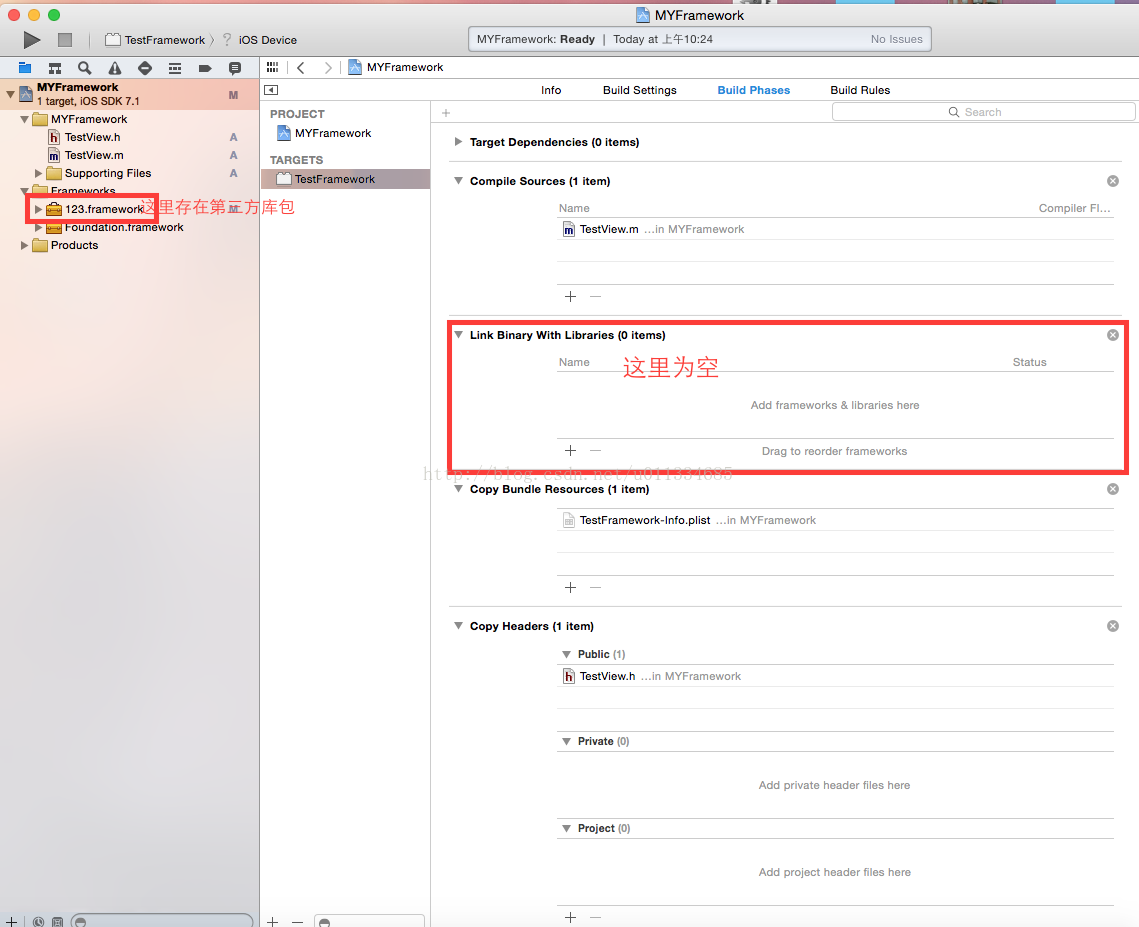 MYFramework
TestFramework
iOS Device
MYFramework: Ready | Today at 上午10:24
No Issues
MYFramework
MYFramework
1 target, iOS SDK 7.1
M
MYFramework
TestView.h
A
TestView.m
A
Supporting Files
A
Frameworks
123.framework
这里存在第三方库包
Foundation.framework
Products
Info
Build Settings
Build Phases
Build Rules
PROJECT
MYFramework
TARGETS
TestFramework
Search
Target Dependencies (0 items)
Compile Sources (1 item)
Name
Compiler Fl...
TestView.m ...in MYFramework
Link Binary With Libraries (0 items)
Name
这里为空
Status
Add frameworks & libraries here
Drag to reorder frameworks
Copy Bundle Resources (1 item)
TestFramework-Info.plist ...in MYFramework
Copy Headers (1 item)
Public (1)
TestView.h ...in MYFramework
Private (0)
Add private header files here
Project (0)
Add project header files here